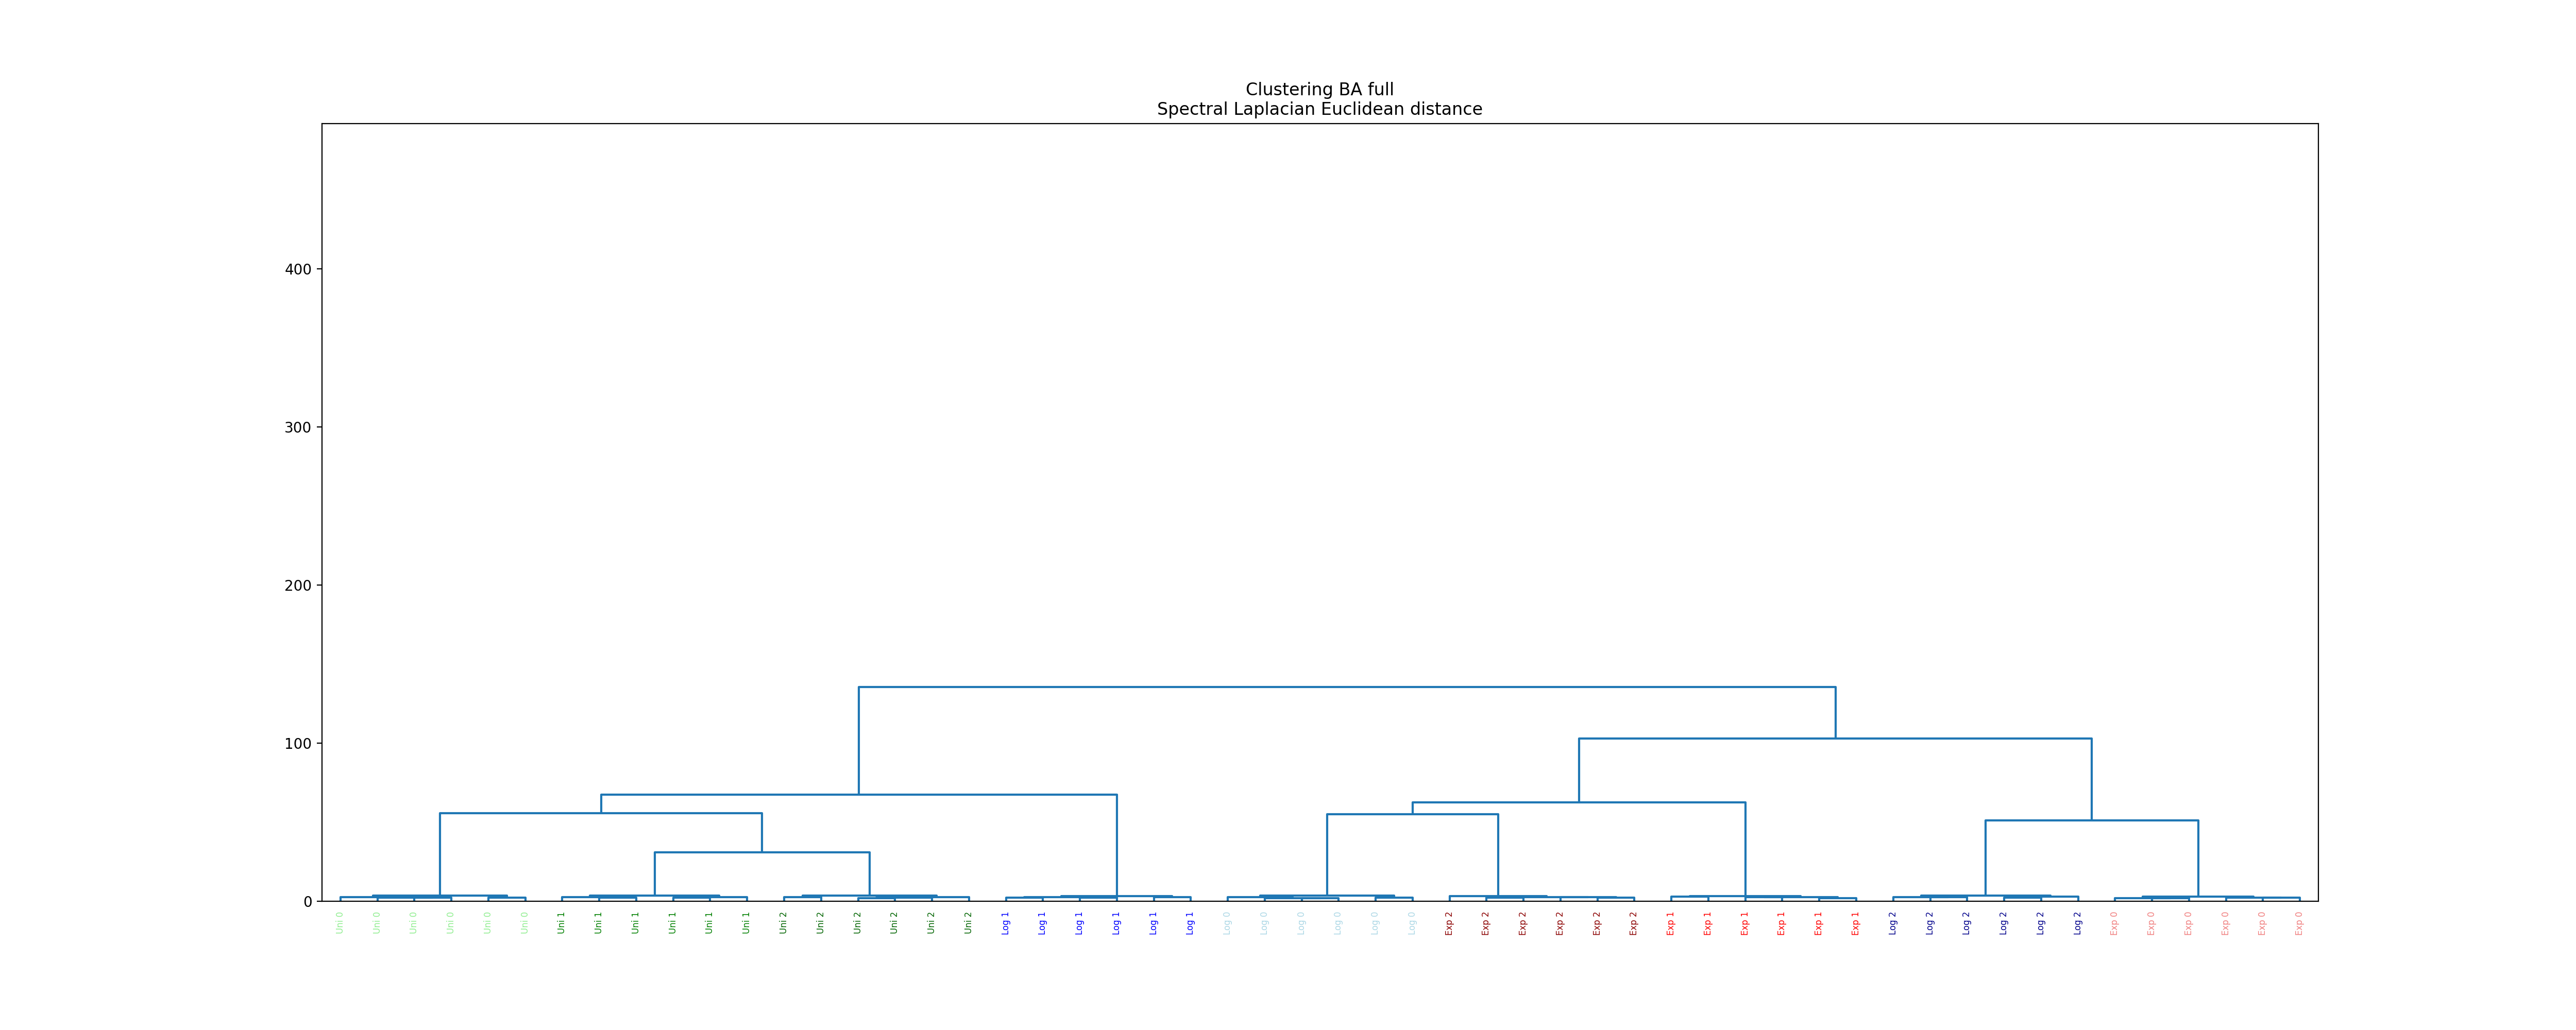 Clustering BA full
Spectral Laplacian Euclidean distance
400
300
200
100
0
Uni 0 Uni 0 Uni 0 Uni 0 Uni 0 Uni 0 Uni 1 Uni 1 Uni 1 Uni 1 Uni 1 Uni 1 Uni 2 Uni 2 Uni 2 Uni 2 Uni 2 Uni 2 Log 1 Log 1 Log 1 Log 1 Log 1 Log 1 Log 0 Log 0 Log 0 Log 0 Log 0 Log 0 Exp 2 Exp 2 Exp 2 Exp 2 Exp 2 Exp 2 Exp 1 Exp 1 Exp 1 Exp 1 Exp 1 Exp 1 Log 2 Log 2 Log 2 Log 2 Log 2 Log 2 Exp 0 Exp 0 Exp 0 Exp 0 Exp 0 Exp 0